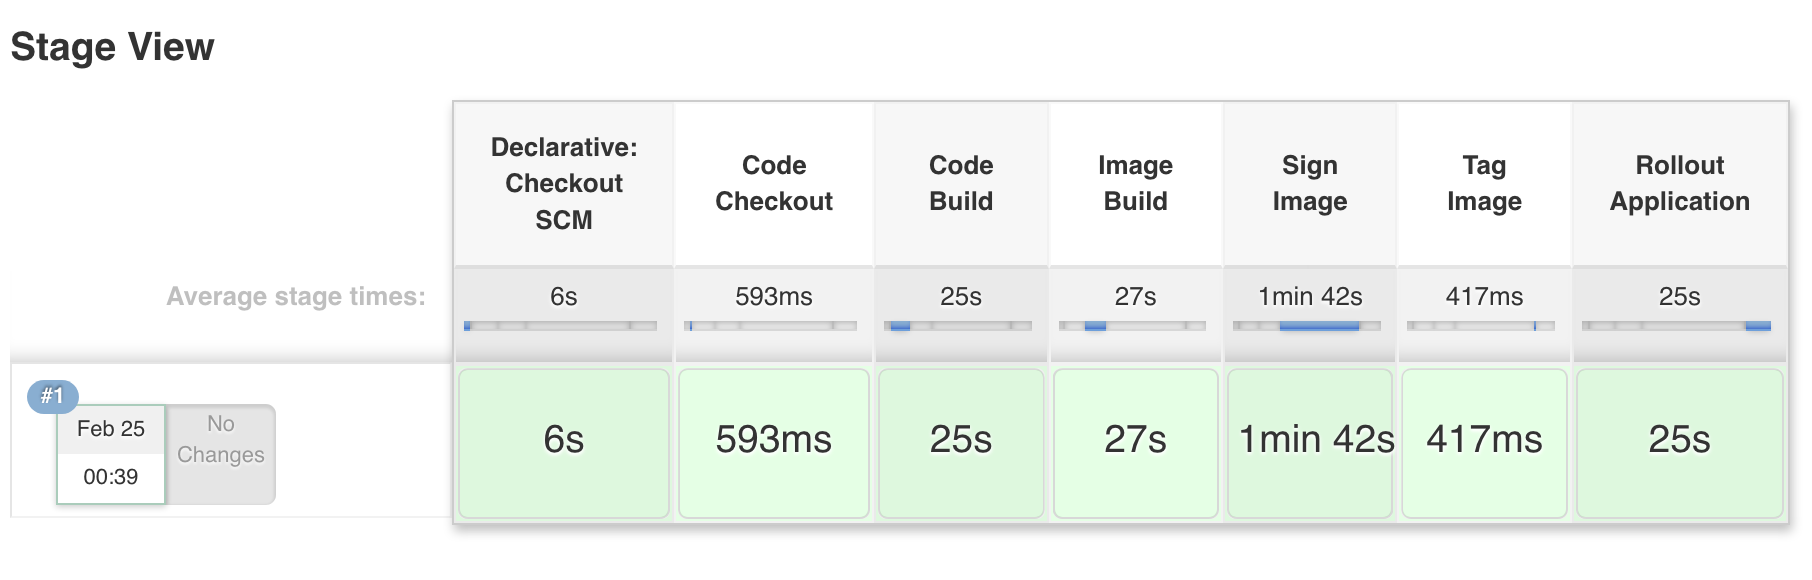 Stage View
Declarative:
Checkout
SCM
Code
Checkout
Code
Build
Image
Build
Sign
Image
Tag
Image
Rollout
Application
Average stage times:
6s
593ms
25s
27s
1min 42s
417ms
25s
#1
Feb 25
00:39
No
Changes
6s
593ms
25s
27s
1min 42s
417ms
25s